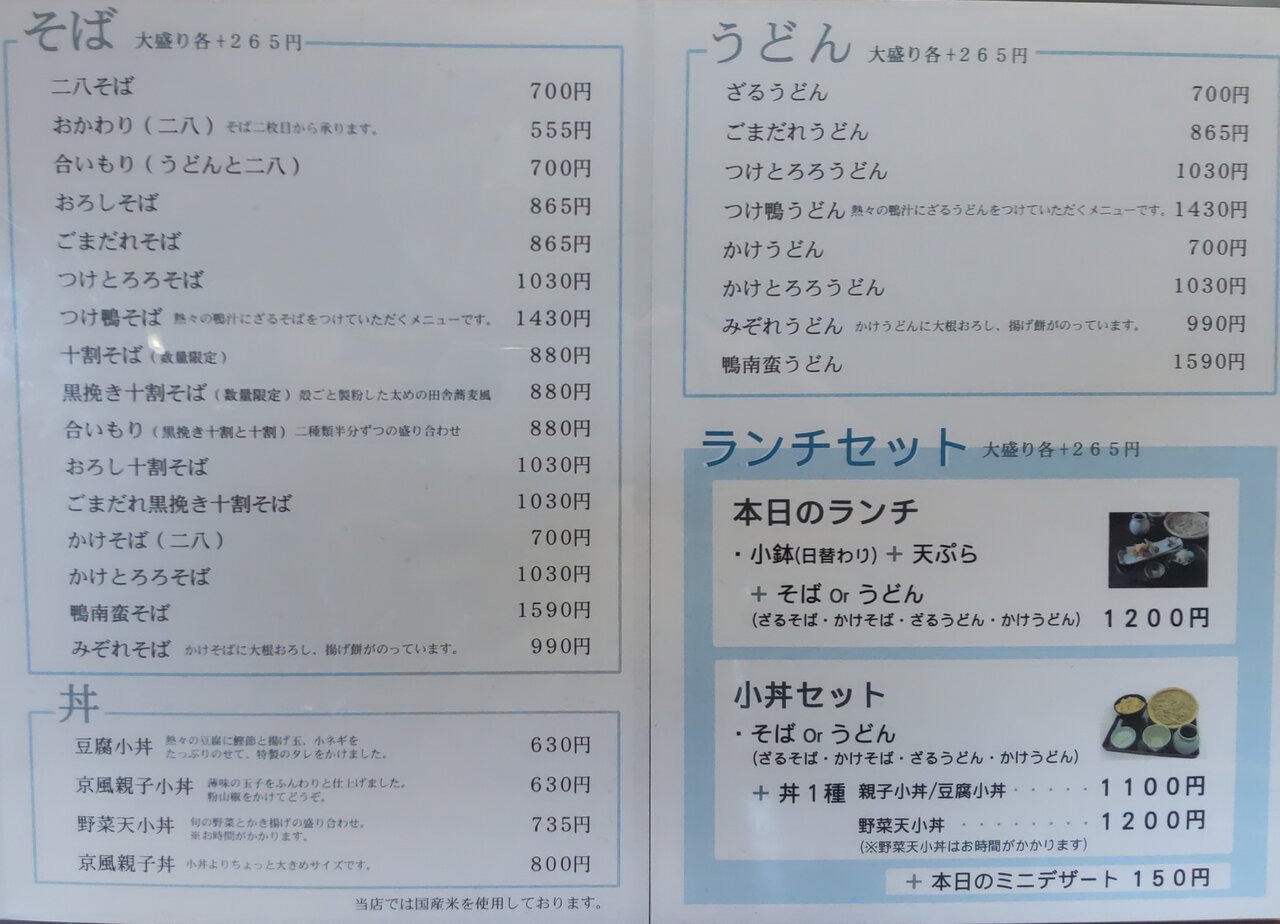 そば 大盛り各+265円
二八そば 700円
おかわり(二八) そば二枚目から承ります。 555円
合いもり(うどんと二八) 700円
おろしそば 865円
ごまだれそば 865円
つけとろろそば 1030円
つけ鴨そば 熱々の鴨汁にざるそばをつけていただくメニューです。 1430円
十割そば(数量限定) 880円
黒挽き十割そば(数量限定) 殻ごと製粉した太めの田舎蕎麦風 880円
合いもり(黒挽き十割と十割) 二種類半分ずつの盛り合わせ 880円
おろし十割そば 1030円
ごまだれ黒挽き十割そば 1030円
かけそば(二八) 700円
かけとろろそば 1030円
鴨南蛮そば 1590円
みぞれそば かけそばに大根おろし、揚げ餅がのっています。 990円
丼
豆腐小丼 熱々の豆腐に鰹節と揚げ玉、小ネギを
たっぷりのせて、特製のタレをかけました。 630円
京風親子小丼 薄味の玉子をふんわりと仕上げました。
粉山椒をかけてどうぞ。 630円
野菜天小丼 旬の野菜とかき揚げの盛り合わせ。
※お時間がかかります。 735円
京風親子丼 小丼よりちょっと大きめサイズです。 800円
当店では国産米を使用しております。
うどん 大盛り各+265円
ざるうどん 700円
ごまだれうどん 865円
つけとろろうどん 1030円
つけ鴨うどん 熱々の鴨汁にざるうどんをつけていただくメニューです。 1430円
かけうどん 700円
かけとろろうどん 1030円
みぞれうどん かけうどんに大根おろし、揚げ餅がのっています。 990円
鴨南蛮うどん 1590円
ランチセット 大盛り各+265円
本日のランチ
・小鉢(日替わり) + 天ぷら
+ そば Or うどん
(ざるそば・かけそば・ざるうどん・かけうどん) 1200円
小丼セット
・そば Or うどん
(ざるそば・かけそば・ざるうどん・かけうどん)
+ 丼1種 親子小丼/豆腐小丼 ····· 1100円
野菜天小丼 ········ 1200円
(※野菜天小丼はお時間がかかります)
+ 本日のミニデザート 150円